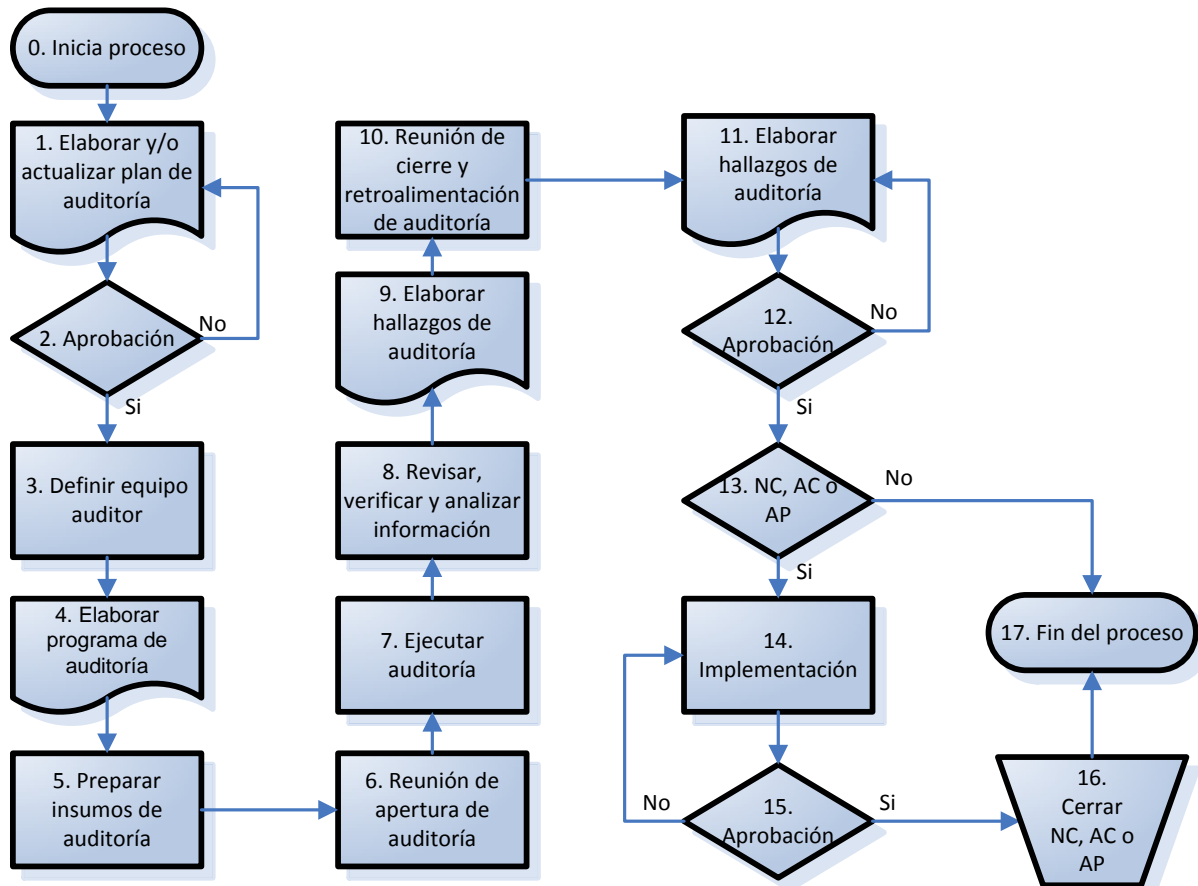 0. Inicia proceso
1. Elaborar y/o
actualizar plan de
auditoría
2. Aprobación
No
Si
3. Definir equipo
auditor
4. Elaborar
programa de
auditoría
5. Preparar
insumos de
auditoría
6. Reunión de
apertura de
auditoría
7. Ejecutar
auditoría
8. Revisar,
verificar y analizar
información
9. Elaborar
hallazgos de
auditoría
10. Reunión de
cierre y
retroalimentación
de auditoría
11. Elaborar
hallazgos de
auditoría
12.
Aprobación
No
Si
13. NC, AC o
AP
No
Si
14.
Implementación
15.
Aprobación
No
Si
16.
Cerrar
NC, AC o
AP
17. Fin del proceso